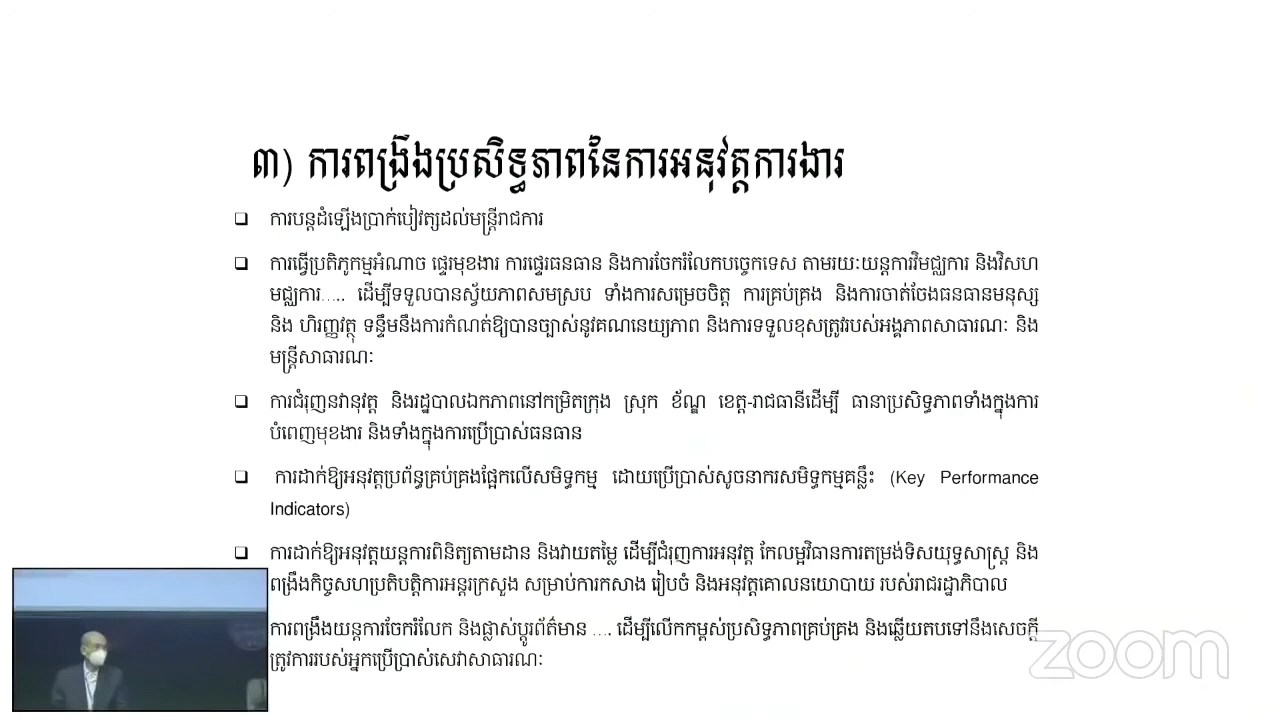 ៣) ការពង្រឹងប្រសិទ្ធភាពនៃការអនុវត្តការងារ
❑ ការបន្តដំឡើងប្រាក់បៀវត្សដល់មន្ត្រីរាជការ
❑ ការធ្វើប្រតិភូកម្មអំណាច ផ្ទេរមុខងារ ការផ្ទេរធនធាន និងការចែករំលែកបច្ចេកទេស តាមរយៈយន្តការវិមជ្ឈការ និងវិសហ
មជ្ឈការ..... ដើម្បីទទួលបានស្វ័យភាពសមស្រប ទាំងការសម្រេចចិត្ត ការគ្រប់គ្រង និងការចាត់ចែងធនធានមនុស្ស
និង ហិរញ្ញវត្ថុ ទន្ទឹមនឹងការកំណត់ឱ្យបានច្បាស់នូវគណនេយ្យភាព និងការទទួលខុសត្រូវរបស់អង្គភាពសាធារណៈ និង
មន្ត្រីសាធារណៈ
❑ ការជំរុញនវានុវត្ត និងរដ្ឋបាលឯកភាពនៅកម្រិតក្រុង ស្រុក ខ័ណ្ឌ ខេត្ត-រាជធានីដើម្បី ធានាប្រសិទ្ធភាពទាំងក្នុងការ
បំពេញមុខងារ និងទាំងក្នុងការប្រើប្រាស់ធនធាន
❑ ការដាក់ឱ្យអនុវត្តប្រព័ន្ធគ្រប់គ្រងផ្អែកលើសមិទ្ធកម្ម ដោយប្រើប្រាស់សូចនាករសមិទ្ធកម្មគន្លឹះ (Key Performance
Indicators)
❑ ការដាក់ឱ្យអនុវត្តយន្តការពិនិត្យតាមដាន និងវាយតម្លៃ ដើម្បីជំរុញការអនុវត្ត កែលម្អវិធានការតម្រង់ទិសយុទ្ធសាស្ត្រ និង
ពង្រឹងកិច្ចសហប្រតិបត្តិការអន្តរក្រសួង សម្រាប់ការកសាង រៀបចំ និងអនុវត្តគោលនយោបាយ របស់រាជរដ្ឋាភិបាល
ការពង្រឹងយន្តការចែករំលែក និងផ្លាស់ប្តូរព័ត៌មាន .... ដើម្បីលើកកម្ពស់ប្រសិទ្ធភាពគ្រប់គ្រង និងឆ្លើយតបទៅនឹងសេចក្តី
ត្រូវការរបស់អ្នកប្រើប្រាស់សេវាសាធារណៈ
zoom